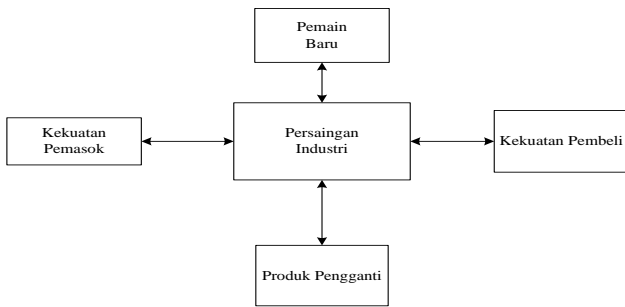 Pemain
Baru
Kekuatan
Pemasok
Persaingan
Industri
Kekuatan Pembeli
Produk Pengganti